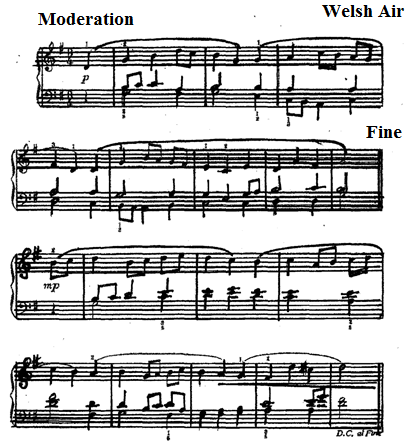 Welsh Air
Moderation
p
Fine
mp
D.C. al Fine